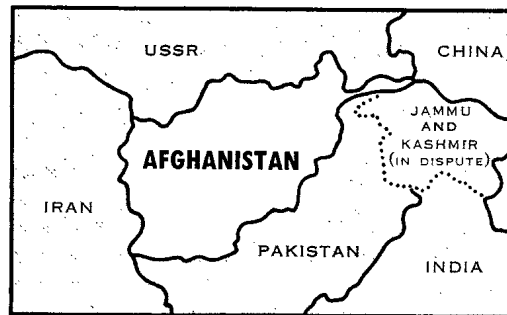 USSR
CHINA
JAMMU
AND
KASHMIR
(IN DISPUTE)
AFGHANISTAN
IRAN
PAKISTAN
INDIA